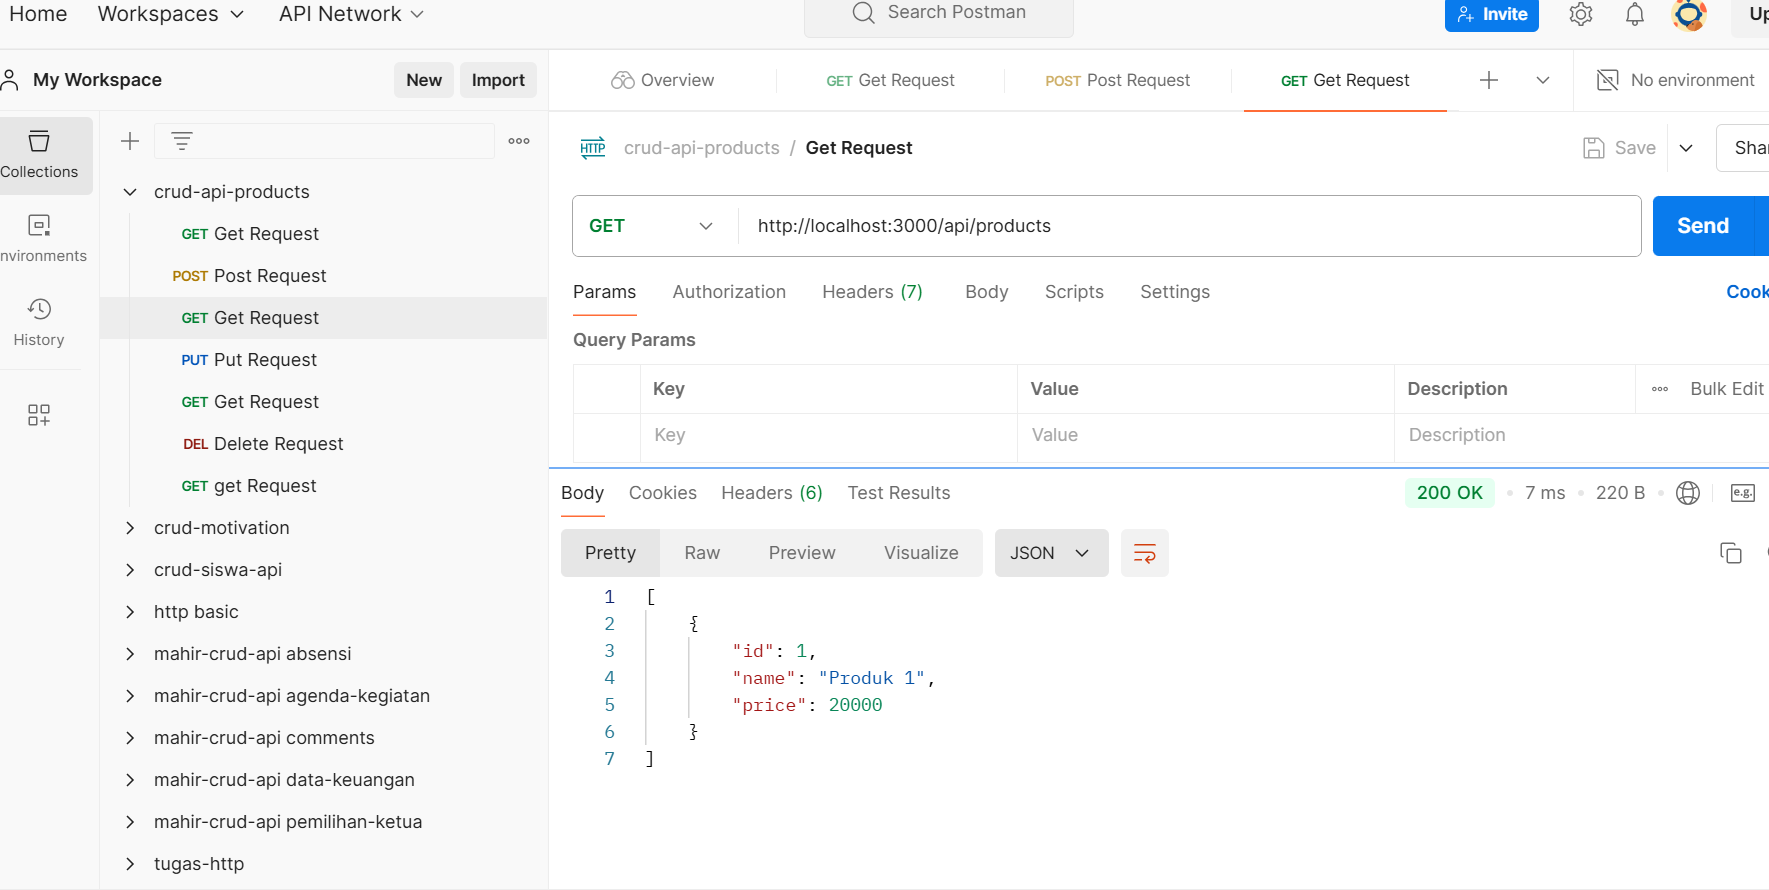 Home Workspaces API Network Search Postman Invite Up
My Workspace New Import Overview GET Get Request POST Post Request GET Get Request No environment
Collections
nvironments
History
crud-api-products
GET Get Request
POST Post Request
GET Get Request
PUT Put Request
GET Get Request
DEL Delete Request
GET get Request
crud-motivation
crud-siswa-api
http basic
mahir-crud-api absensi
mahir-crud-api agenda-kegiatan
mahir-crud-api comments
mahir-crud-api data-keuangan
mahir-crud-api pemilihan-ketua
tugas-http
HTTP crud-api-products / Get Request Save Shar
GET http://localhost:3000/api/products Send
Params Authorization Headers (7) Body Scripts Settings Cook
Query Params
Key Value Description Bulk Edit
Key Value Description
Body Cookies Headers (6) Test Results 200 OK 7 ms 220 B e.g.
Pretty Raw Preview Visualize JSON
1 [
2 {
3 "id": 1,
4 "name": "Produk 1",
5 "price": 20000
6 }
7 ]